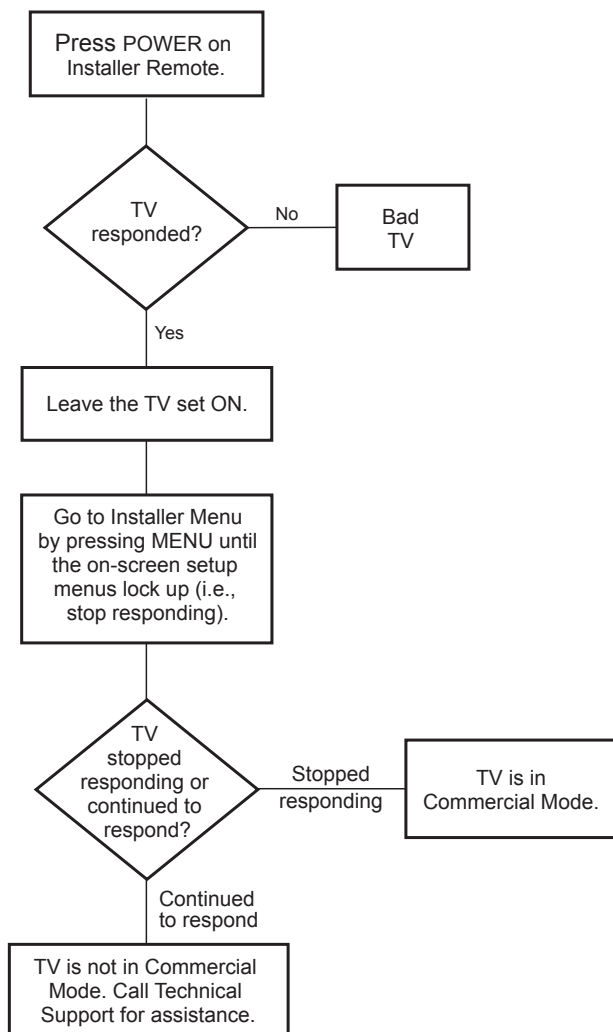 Press POWER on
Installer Remote.
TV
responded?
No
Bad
TV
Yes
Leave the TV set ON.
Go to Installer Menu
by pressing MENU until
the on-screen setup
menus lock up (i.e.,
stop responding).
TV
stopped
responding or
continued to
respond?
Stopped
responding
TV is in
Commercial Mode.
Continued
to respond
TV is not in Commercial
Mode. Call Technical
Support for assistance.